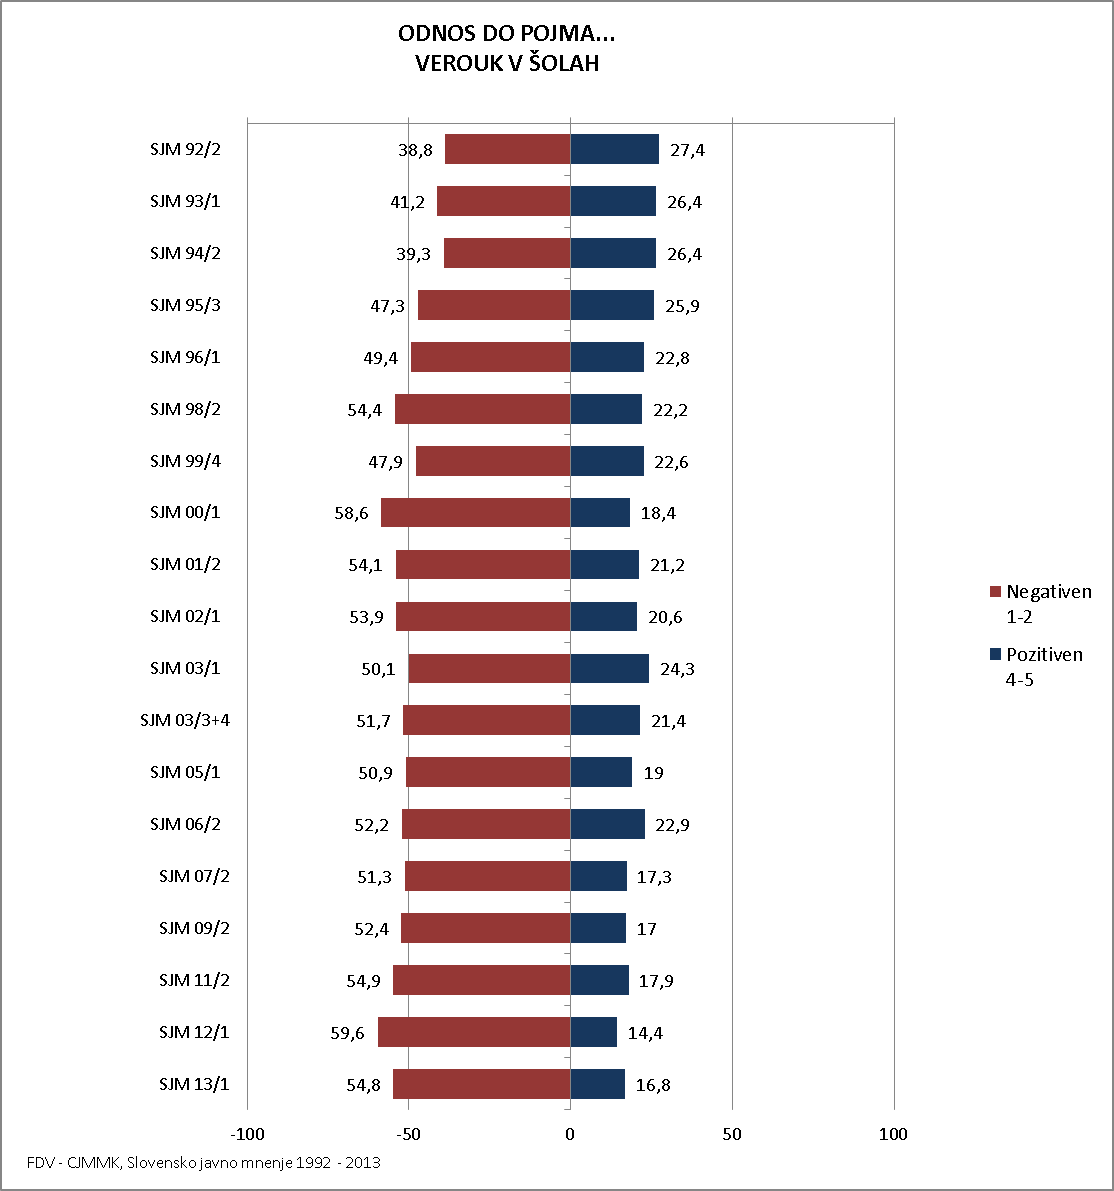 ODNOS DO POJMA...
VEROUK V ŠOLAH
SJM 92/2 38,8 27,4
SJM 93/1 41,2 26,4
SJM 94/2 39,3 26,4
SJM 95/3 47,3 25,9
SJM 96/1 49,4 22,8
SJM 98/2 54,4 22,2
SJM 99/4 47,9 22,6
SJM 00/1 58,6 18,4
SJM 01/2 54,1 21,2
SJM 02/1 53,9 20,6
SJM 03/1 50,1 24,3
SJM 03/3+4 51,7 21,4
SJM 05/1 50,9 19
SJM 06/2 52,2 22,9
SJM 07/2 51,3 17,3
SJM 09/2 52,4 17
SJM 11/2 54,9 17,9
SJM 12/1 59,6 14,4
SJM 13/1 54,8 16,8
-100 -50 0 50 100
Negativen
1-2
Pozitiven
4-5
FDV - CJMMK, Slovensko javno mnenje 1992 - 2013